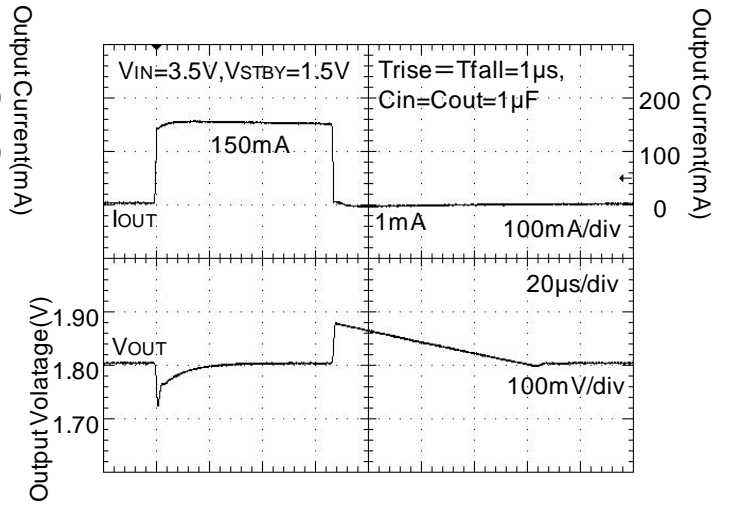 Output Current(mA)
VIN=3.5V,VSTBY=1.5V
Trise=Tfall=1µs,
Cin=Cout=1µF
150mA
IOUT
1mA
100mA/div
200
100
0
Output Current(mA)
20µs/div
Output Volatage(V)
1.90
1.80
1.70
VOUT
100mV/div